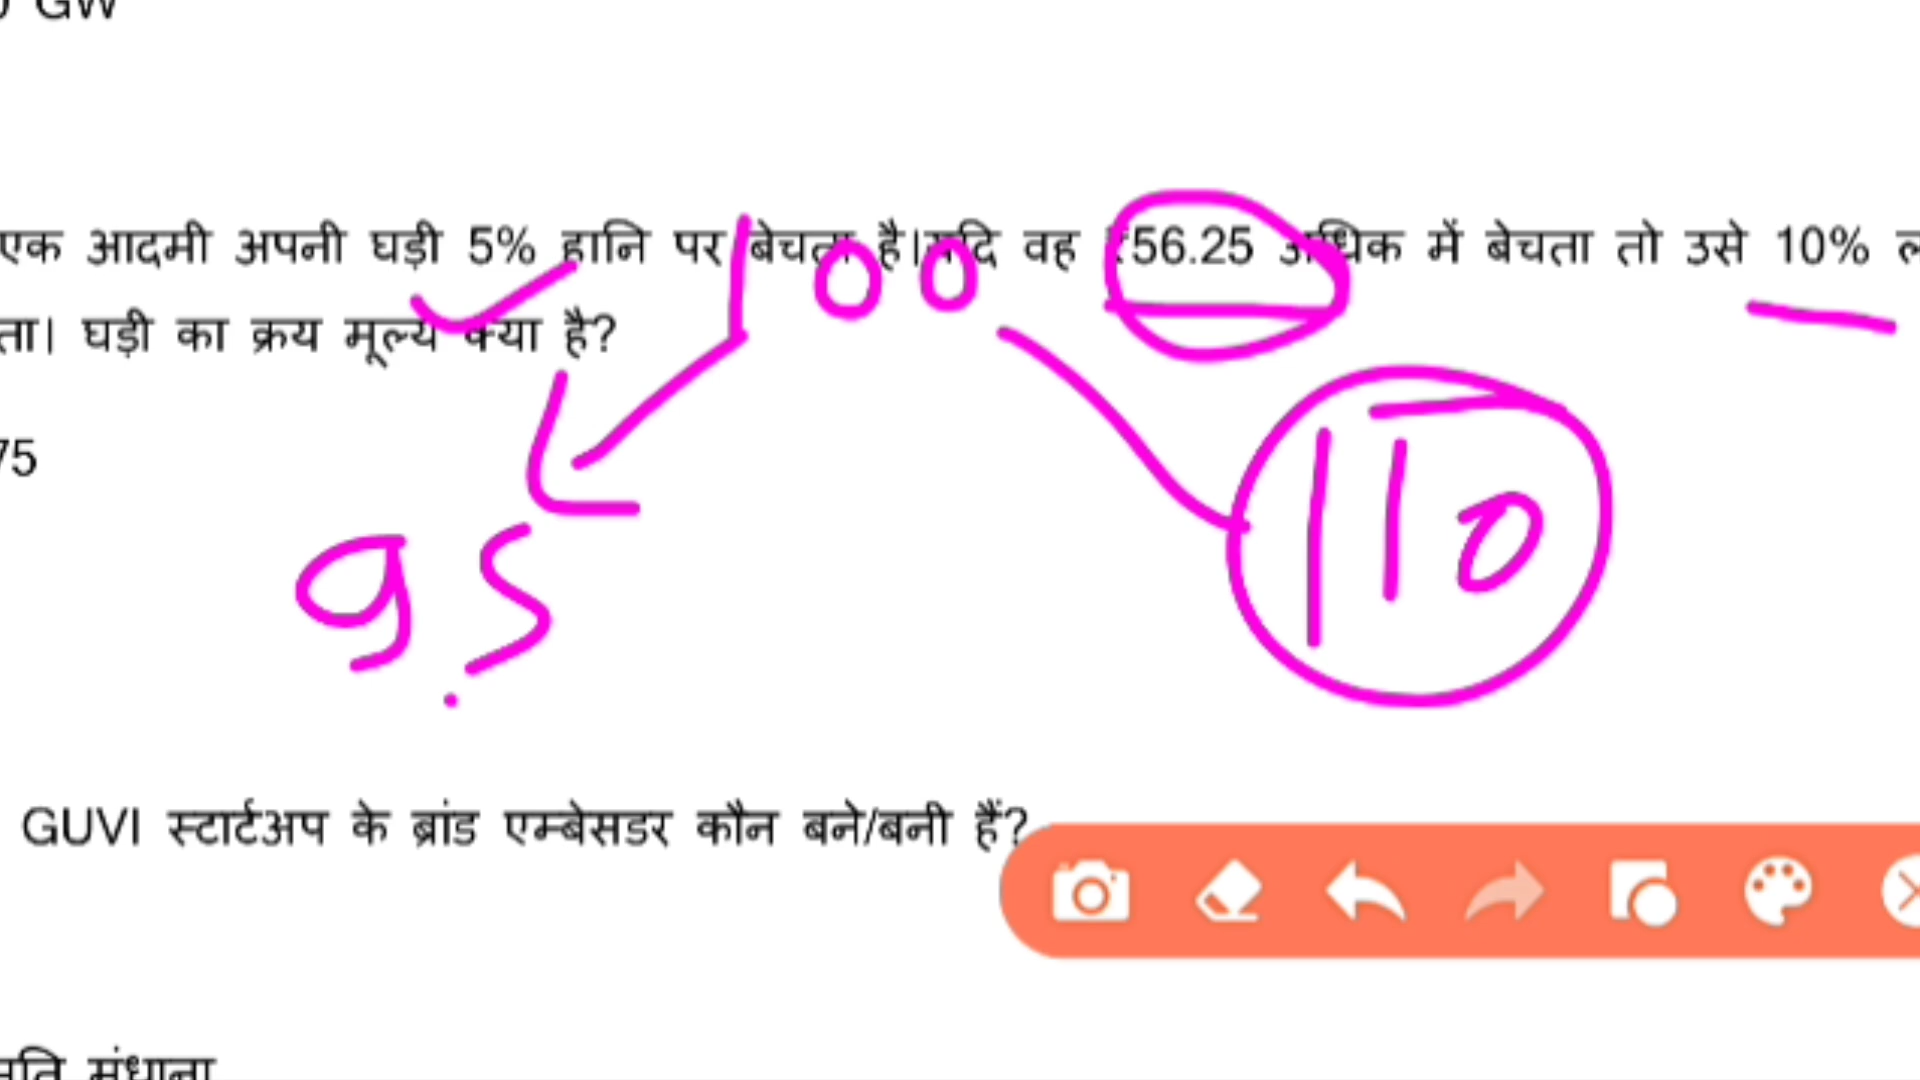 GW
एक आदमी अपनी घड़ी 5% हानि पर बेचता है।यदि वह ₹56.25 अधिक में बेचता तो उसे 10%
घड़ी का क्रय मूल्य क्या है?
100
75
95
110
GUVI स्टार्टअप के ब्रांड एम्बेसडर कौन बने/बनी हैं?
मंधाना